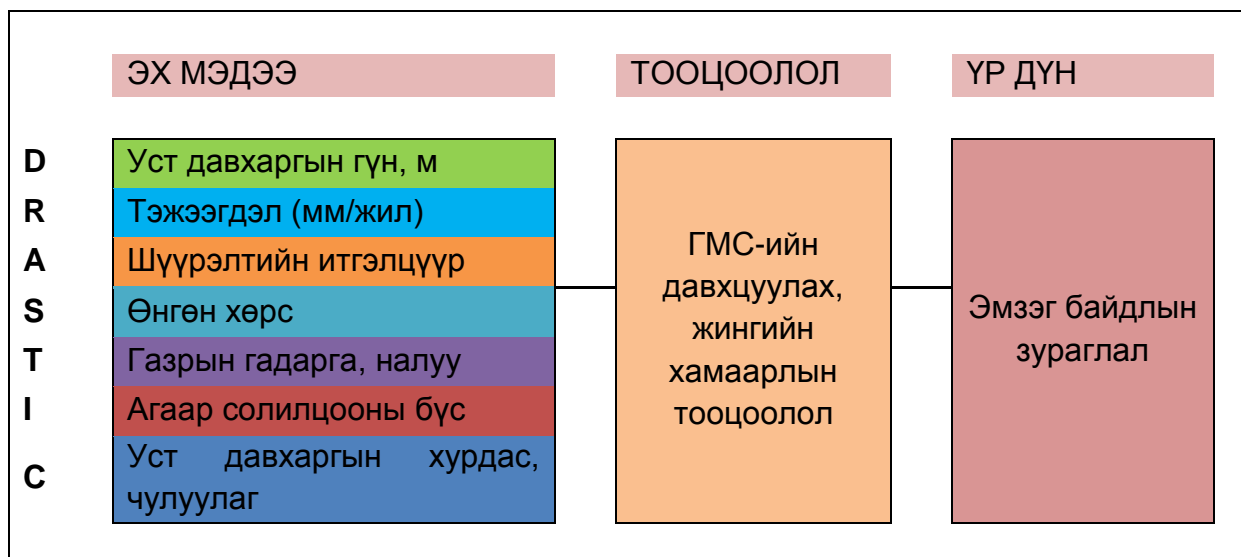 ЭХ МЭДЭЭ
ТООЦООЛОЛ
ҮР ДҮН
D
Уст давхаргын гүн, м
R
Тэжээгдэл (мм/жил)
A
Шүүрэлтийн итгэлцүүр
S
Өнгөн хөрс
T
Газрын гадарга, налуу
I
Агаар солилцооны бүс
C
Уст давхаргын хурдас,
чулуулаг
ГМС-ийн
давхцуулах,
жингийн
хамаарлын
тооцоолол
Эмзэг байдлын
зураглал